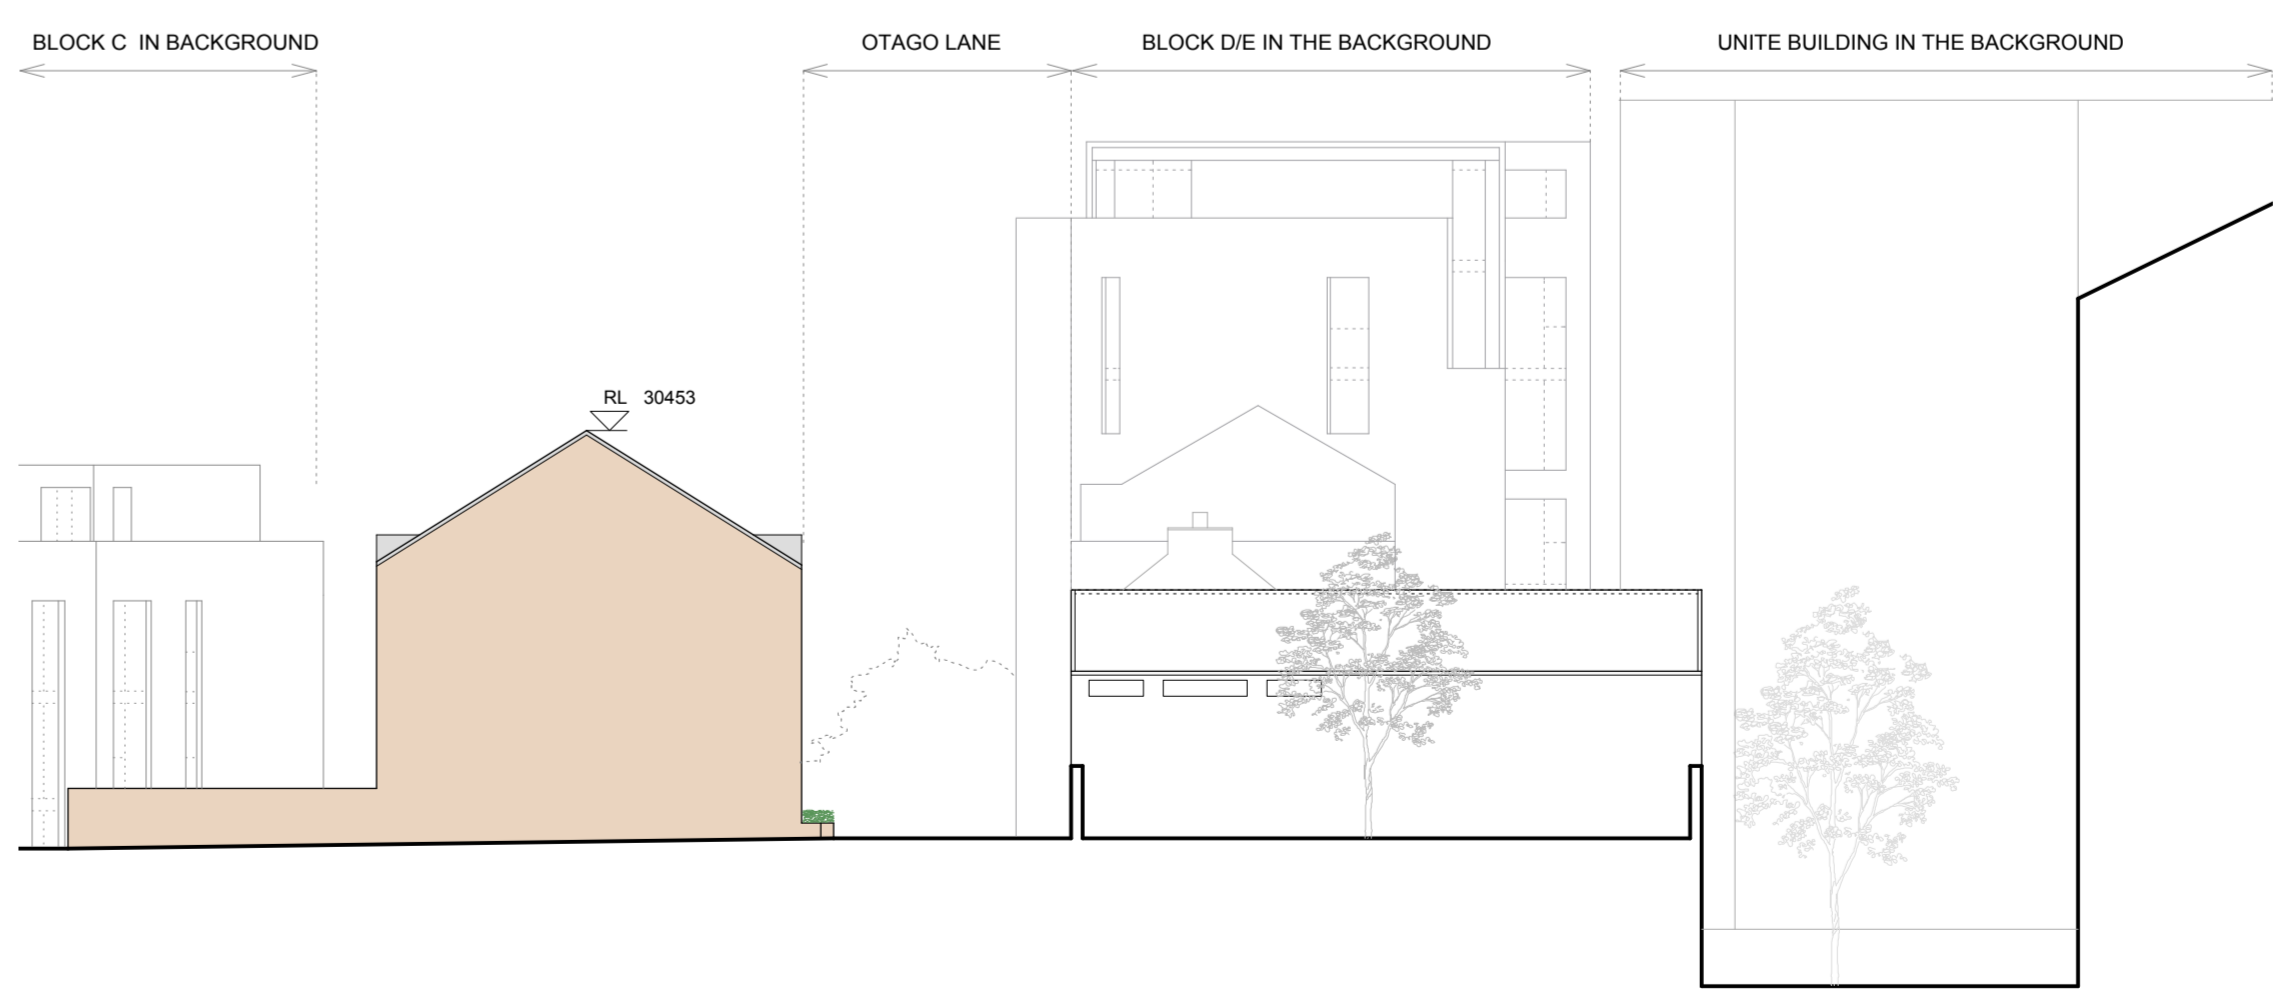 BLOCK C IN BACKGROUND
OTAGO LANE
BLOCK D/E IN THE BACKGROUND
UNITE BUILDING IN THE BACKGROUND
RL 30453